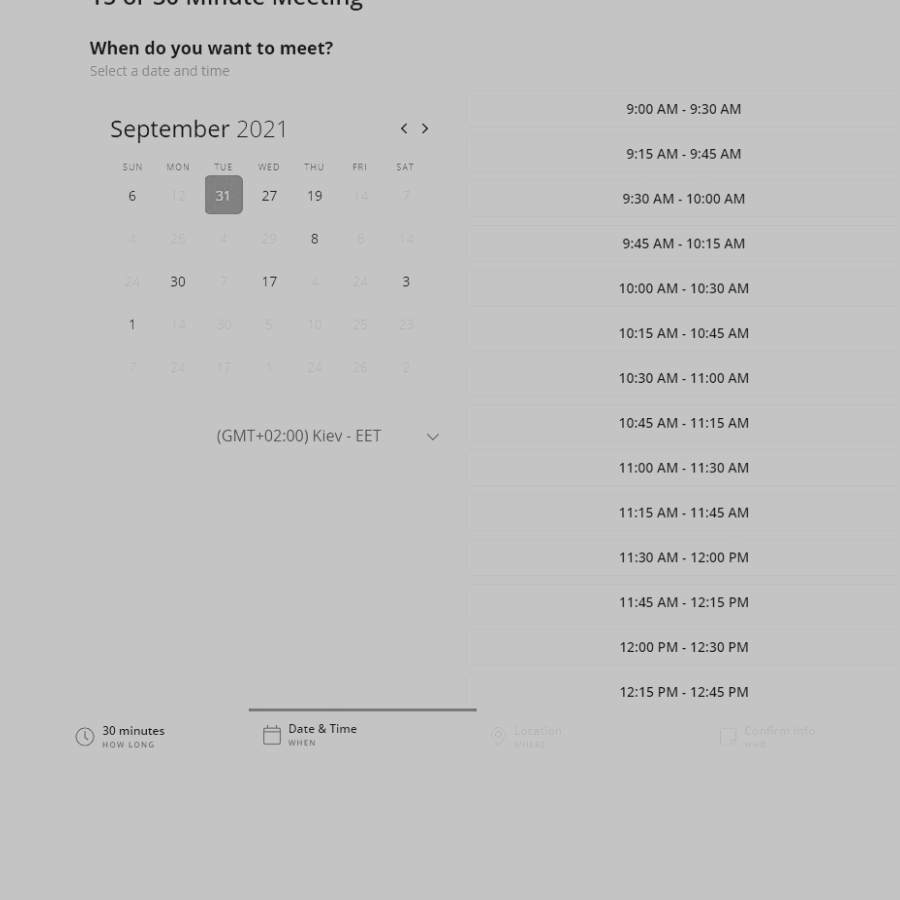 15 or 30 Minute Meeting
When do you want to meet?
Select a date and time
September 2021
SUN MON TUE WED THU FRI SAT
6 12 31 27 19 14 7
4 26 4 29 8 8 14
24 30 7 17 4 24 3
1 14 30 5 10 25 23
7 24 17 1 24 26 2
(GMT+02:00) Kiev - EET
9:00 AM - 9:30 AM
9:15 AM - 9:45 AM
9:30 AM - 10:00 AM
9:45 AM - 10:15 AM
10:00 AM - 10:30 AM
10:15 AM - 10:45 AM
10:30 AM - 11:00 AM
10:45 AM - 11:15 AM
11:00 AM - 11:30 AM
11:15 AM - 11:45 AM
11:30 AM - 12:00 PM
11:45 AM - 12:15 PM
12:00 PM - 12:30 PM
12:15 PM - 12:45 PM
30 minutes
HOW LONG
Date & Time
WHEN
Location
WHERE
Confirm Info
WHO